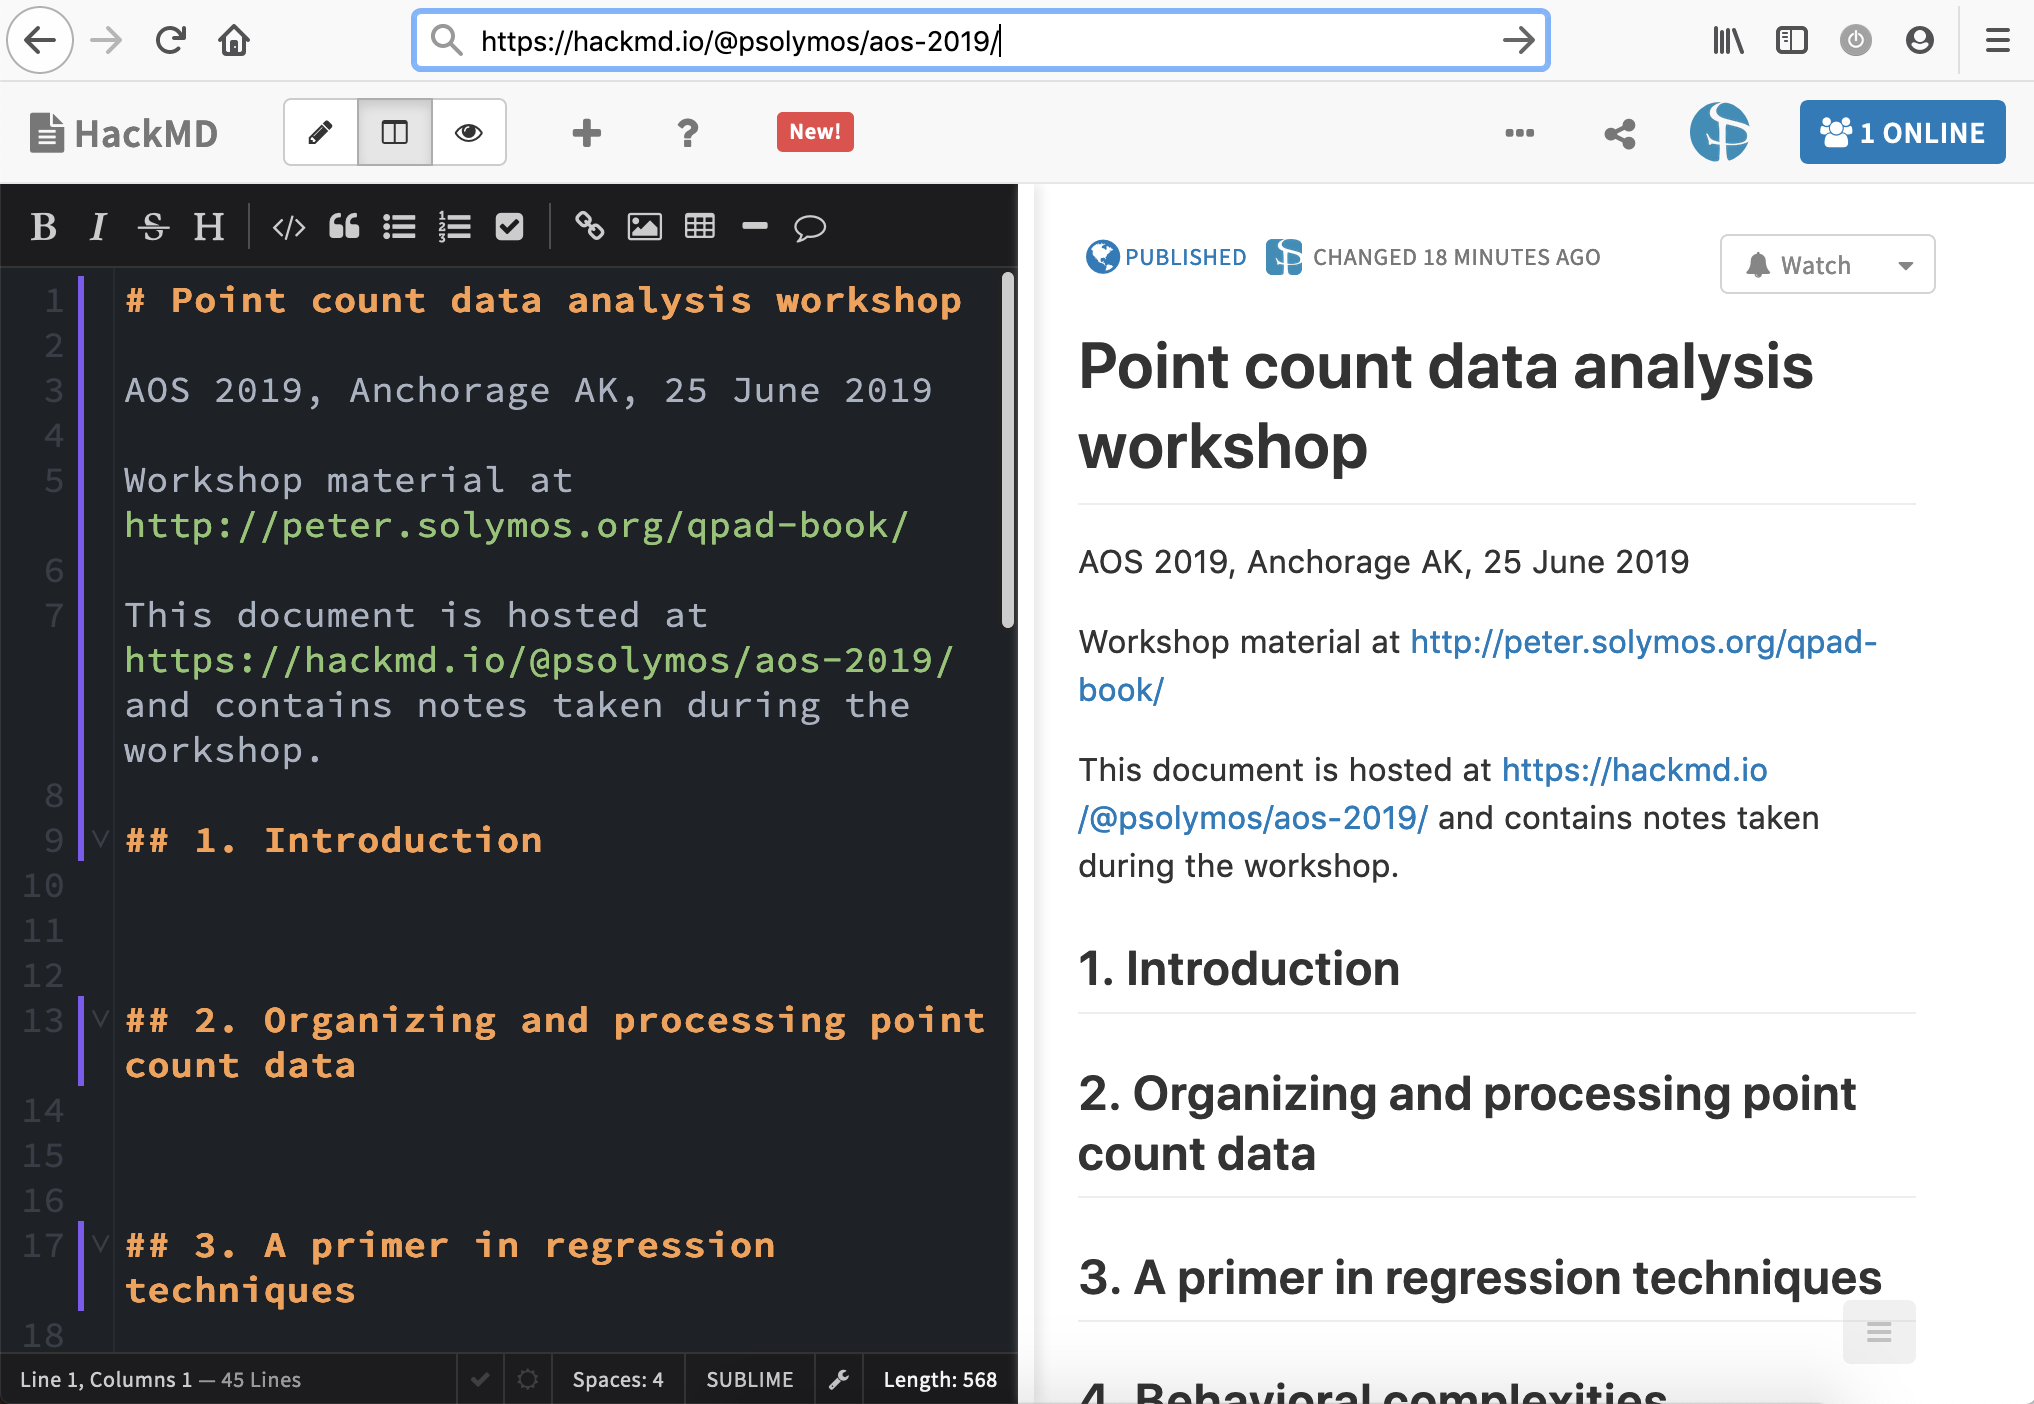 https://hackmd.io/@psolymos/aos-2019/
HackMD
New!
1 ONLINE
B I S H
1 # Point count data analysis workshop
2
3 AOS 2019, Anchorage AK, 25 June 2019
4
5 Workshop material at
http://peter.solymos.org/qpad-book/
6
7 This document is hosted at
https://hackmd.io/@psolymos/aos-2019/
and contains notes taken during the
workshop.
8
9 ## 1. Introduction
10
11
12
13 ## 2. Organizing and processing point
count data
14
15
16
17 ## 3. A primer in regression
techniques
18
Line 1, Columns 1 — 45 Lines
Spaces: 4
SUBLIME
Length: 568
PUBLISHED
CHANGED 18 MINUTES AGO
Watch
Point count data analysis
workshop
AOS 2019, Anchorage AK, 25 June 2019
Workshop material at http://peter.solymos.org/qpad-
book/
This document is hosted at https://hackmd.io
/@psolymos/aos-2019/ and contains notes taken
during the workshop.
1. Introduction
2. Organizing and processing point
count data
3. A primer in regression techniques
4. Behavioral complexities